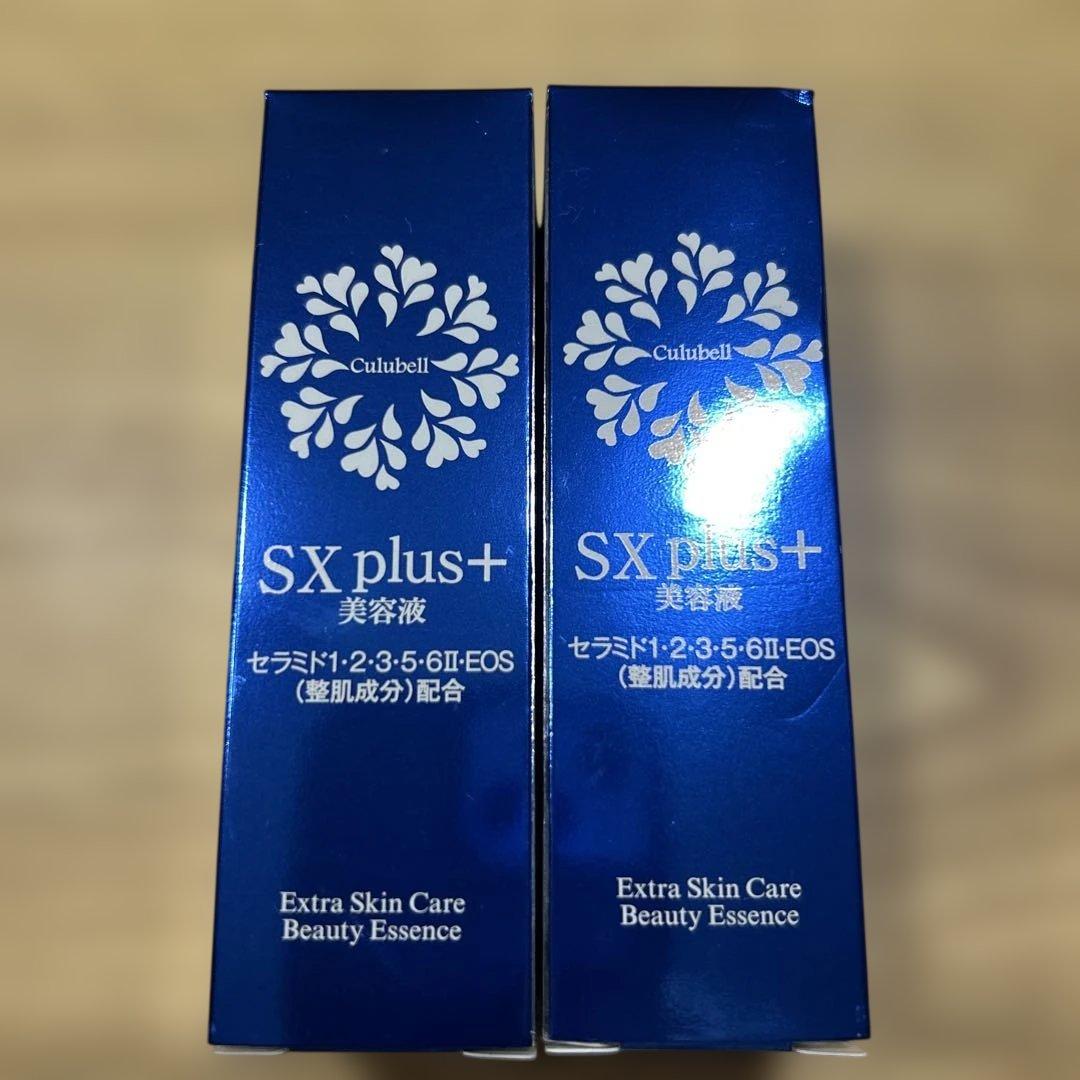 Culubell
SX plus+
美容液
セラミド1・2・3・5・6Ⅱ・EOS
(整肌成分)配合
Extra Skin Care
Beauty Essence
Culubell
SX plus+
美容液
セラミド1・2・3・5・6Ⅱ・EOS
(整肌成分)配合
Extra Skin Care
Beauty Essence